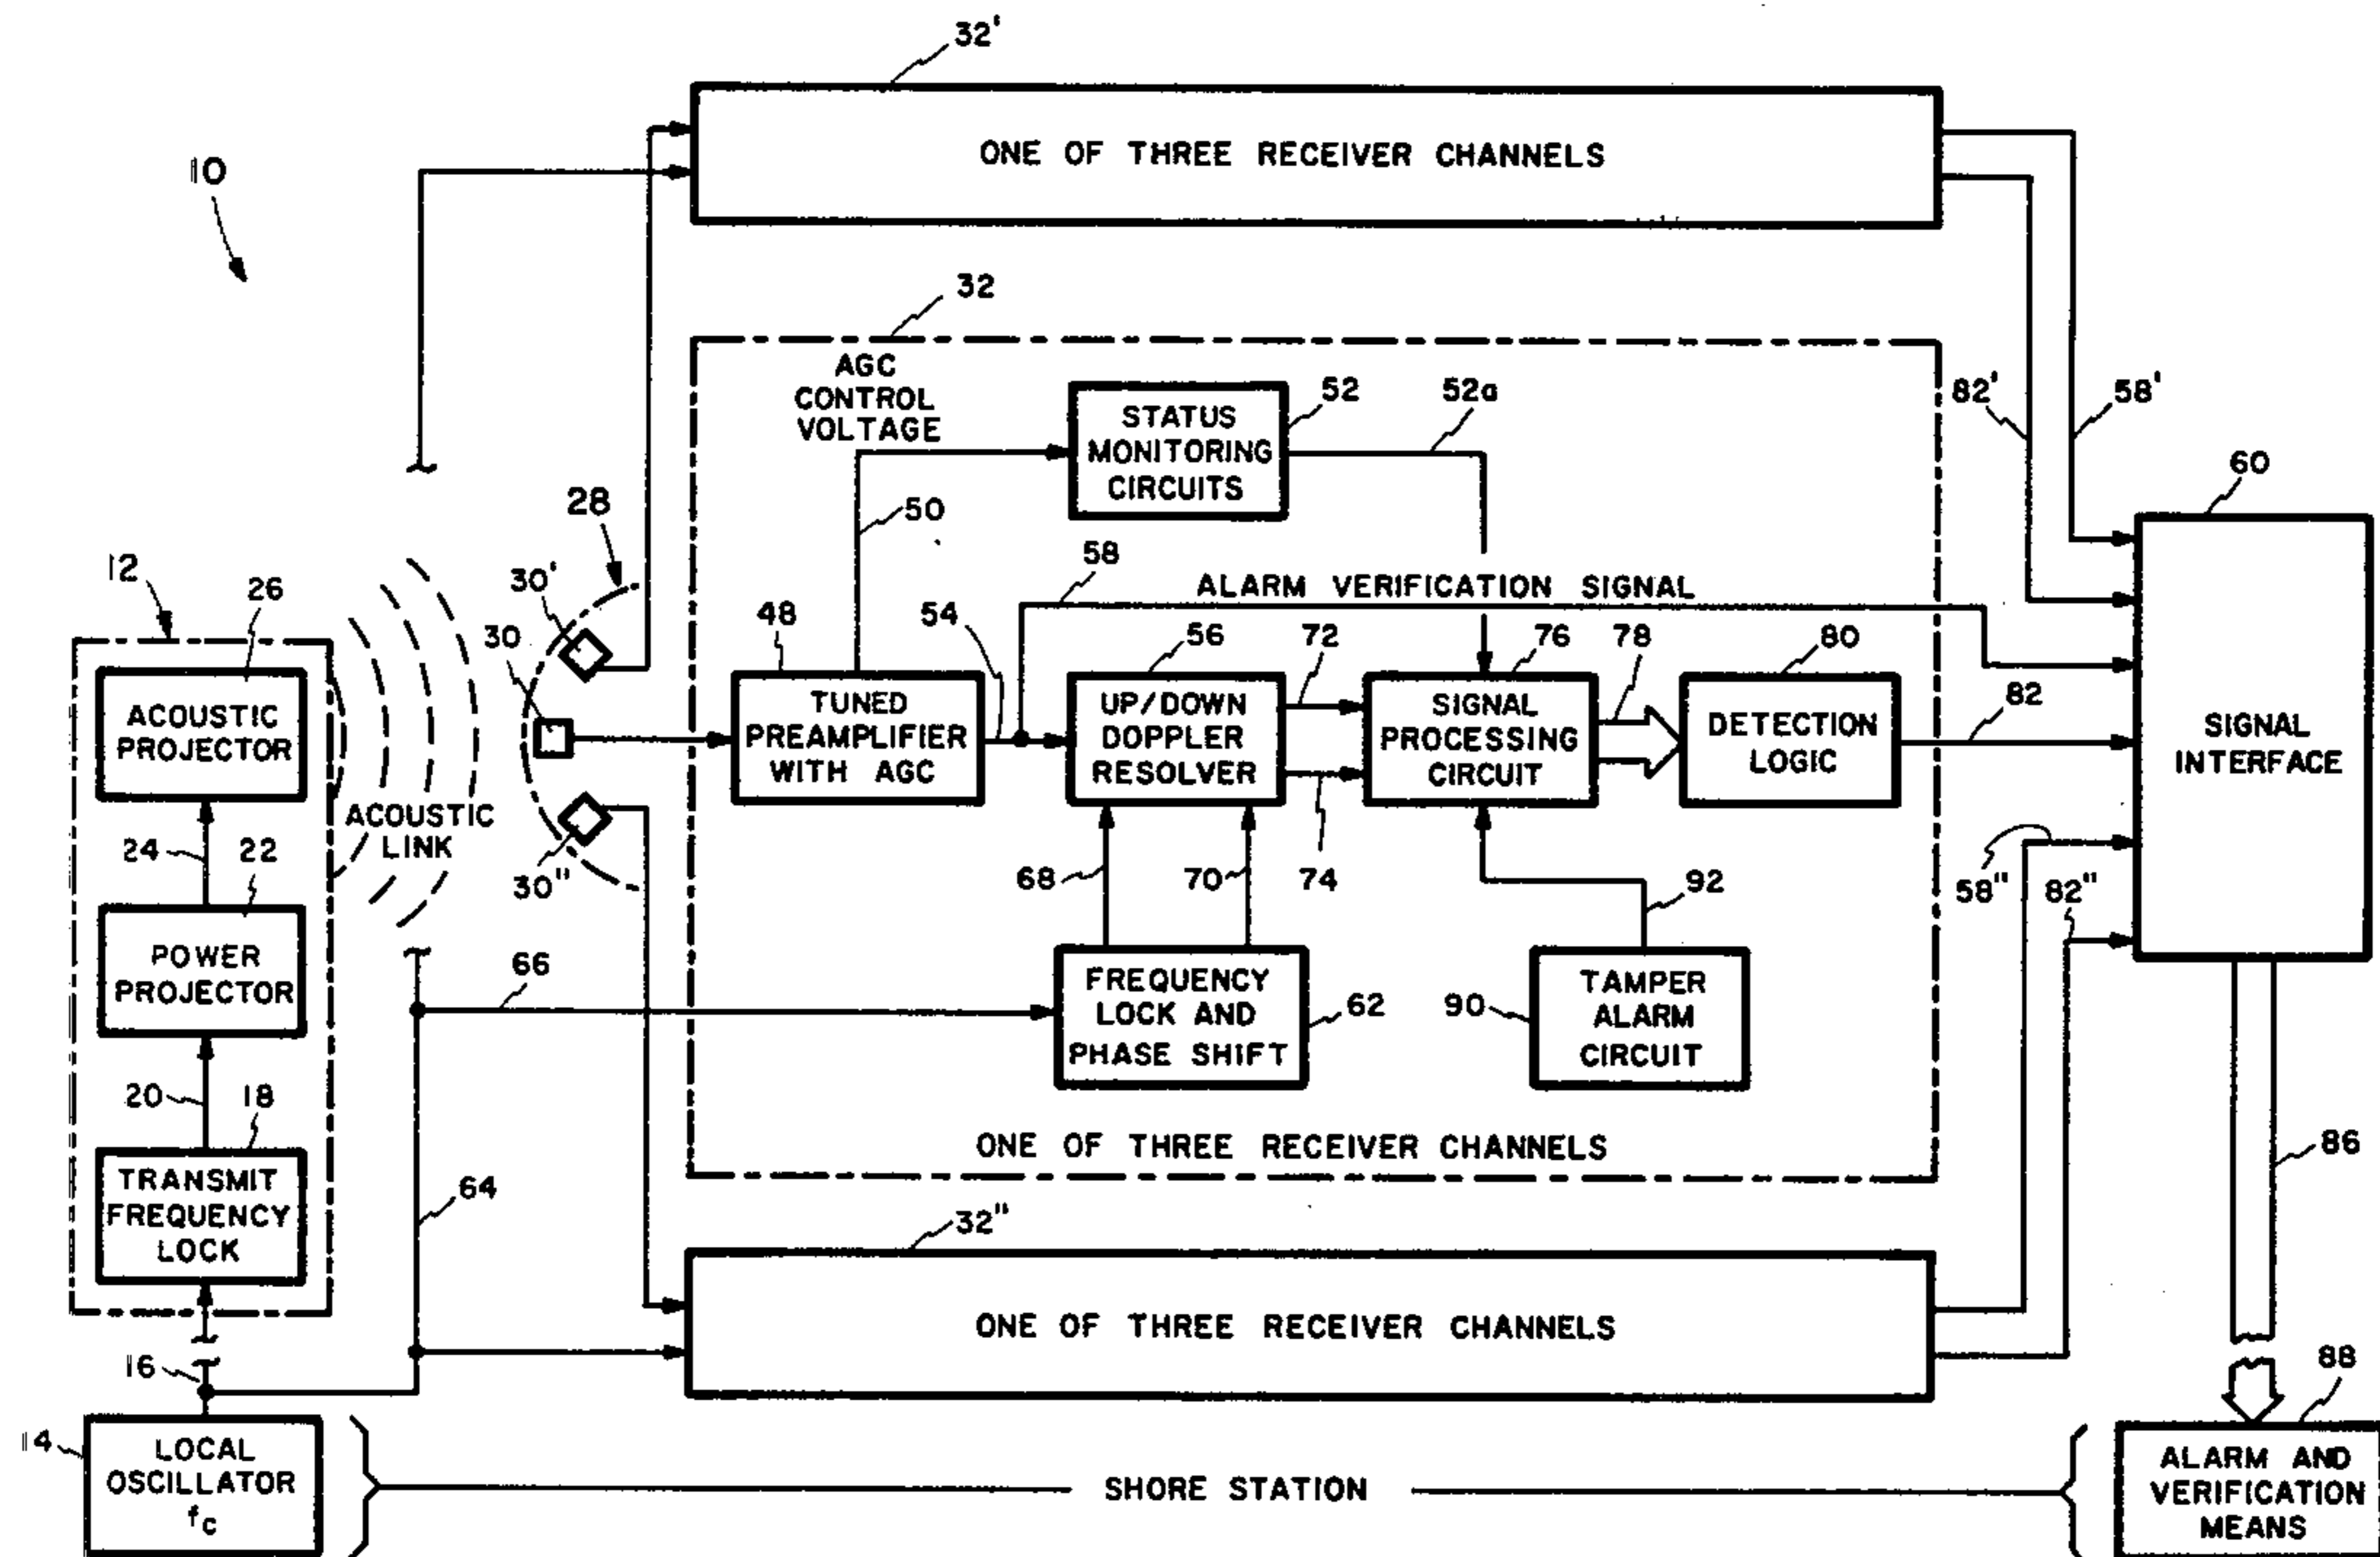 32'
ONE OF THREE RECEIVER CHANNELS
10
32
AGC
CONTROL
VOLTAGE
52
52a
STATUS
MONITORING
CIRCUITS
82'
58'
60
28
50
58
ALARM VERIFICATION SIGNAL
12
26
30'
30
48
54
56
72
76
78
80
82
ACOUSTIC
PROJECTOR
TUNED
PREAMPLIFIER
WITH AGC
UP/DOWN
DOPPLER
RESOLVER
SIGNAL
PROCESSING
CIRCUIT
DETECTION
LOGIC
SIGNAL
INTERFACE
ACOUSTIC
LINK
24
22
30"
68
70
74
92
58"
82"
POWER
PROJECTOR
66
FREQUENCY
LOCK AND
PHASE SHIFT
62
90
TAMPER
ALARM
CIRCUIT
20
18
ONE OF THREE RECEIVER CHANNELS
86
TRANSMIT
FREQUENCY
LOCK
64
32"
ONE OF THREE RECEIVER CHANNELS
16
88
14
LOCAL
OSCILLATOR
fc
SHORE STATION
ALARM AND
VERIFICATION
MEANS